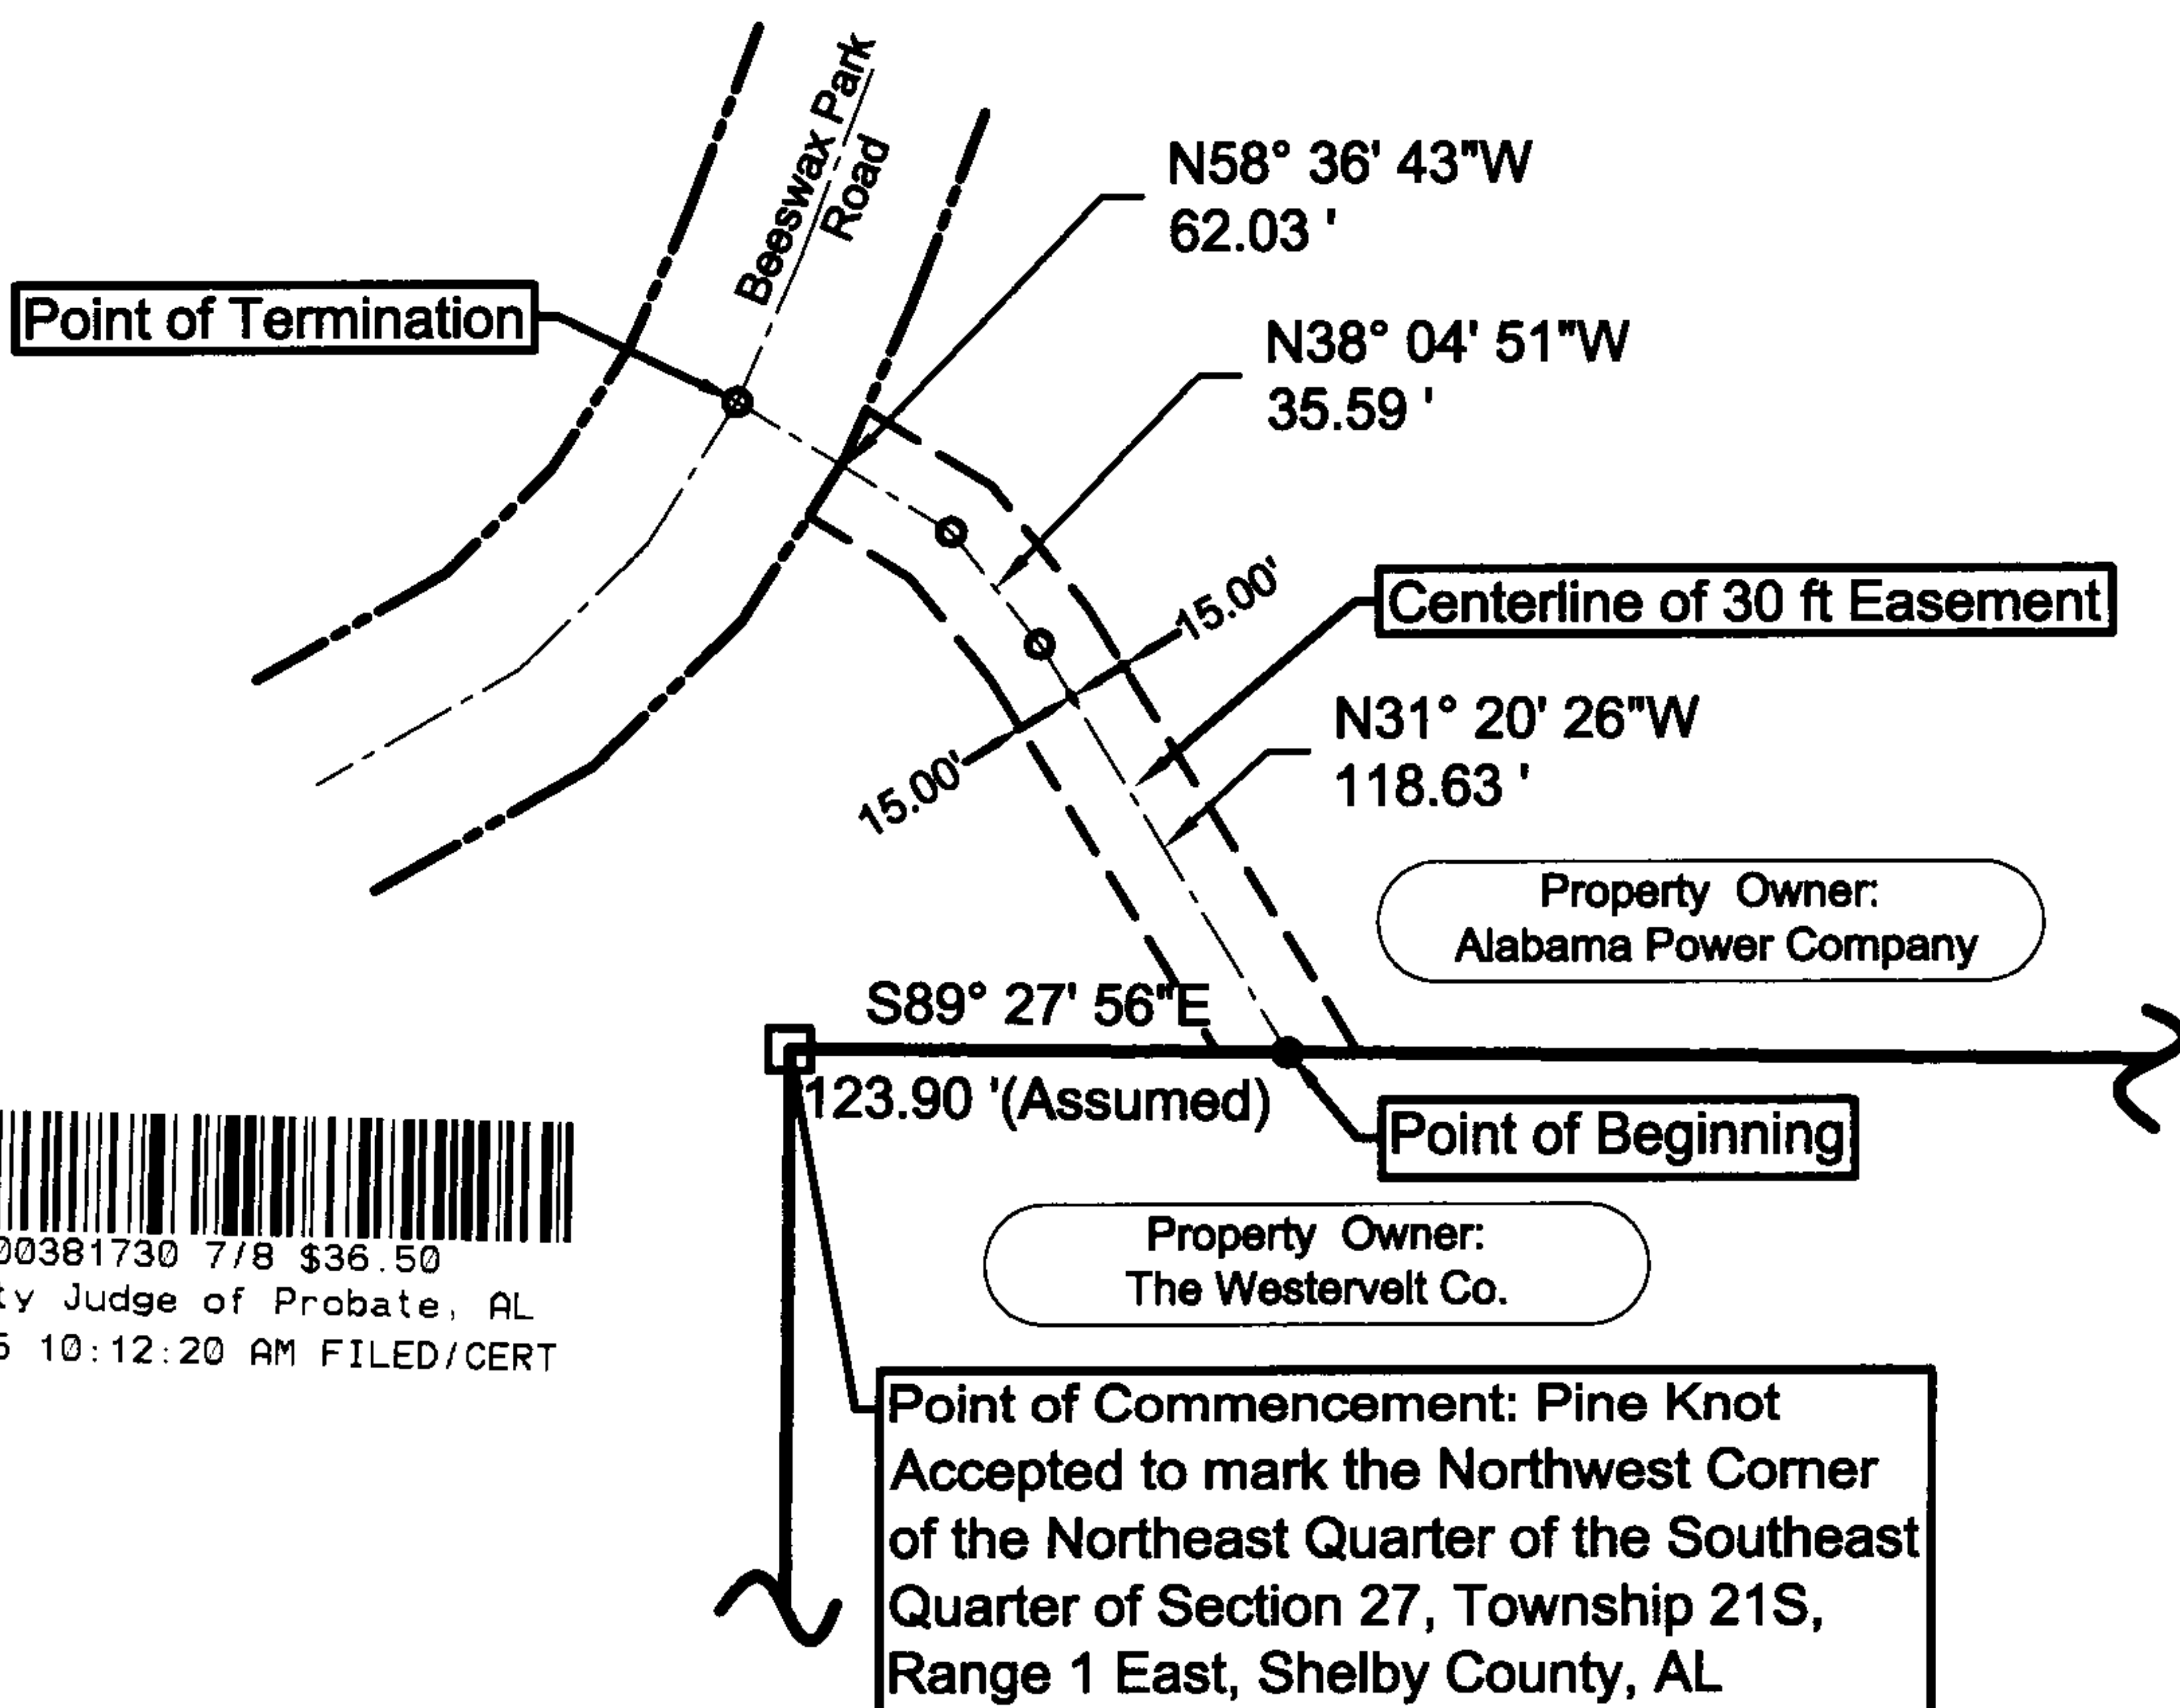 Beeswax Park
Road
N58° 36' 43"W
62.03 '
Point of Termination
N38° 04' 51"W
35.59 '
15.00'
Centerline of 30 ft Easement
N31° 20' 26"W
118.63 '
15.00'
Property Owner:
Alabama Power Company
S89° 27' 56"E
123.90 '(Assumed)
Point of Beginning
Property Owner:
The Westervelt Co.
00381730 7/8 $36.50
ty Judge of Probate, AL
5 10:12:20 AM FILED/CERT
Point of Commencement: Pine Knot
Accepted to mark the Northwest Corner
of the Northeast Quarter of the Southeast
Quarter of Section 27, Township 21S,
Range 1 East, Shelby County, AL